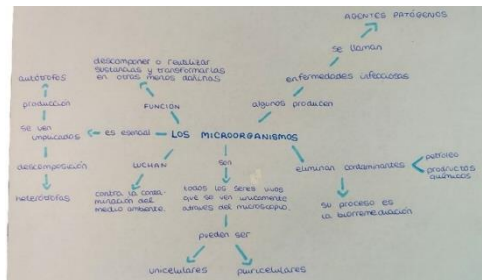 AGENTES PATÓGENOS
se llaman
enfermedades infecciosas
algunos producen
descomponer o reutilizar
sustancias y transformarlas
en otras menos dañinas
FUNCIÓN
autótrofos
producción
se ven
implicados
es esencial
LOS MICROORGANISMOS
descomposición
heterótrofos
LUCHAN
contra la conta-
minación del
medio ambiente.
son
todos los seres vivos
que se ven únicamente
através del microscopio.
pueden ser
unicelulares
pluricelulares
eliminan contaminantes
petróleo
productos
químicos
su proceso es
la biorremediación